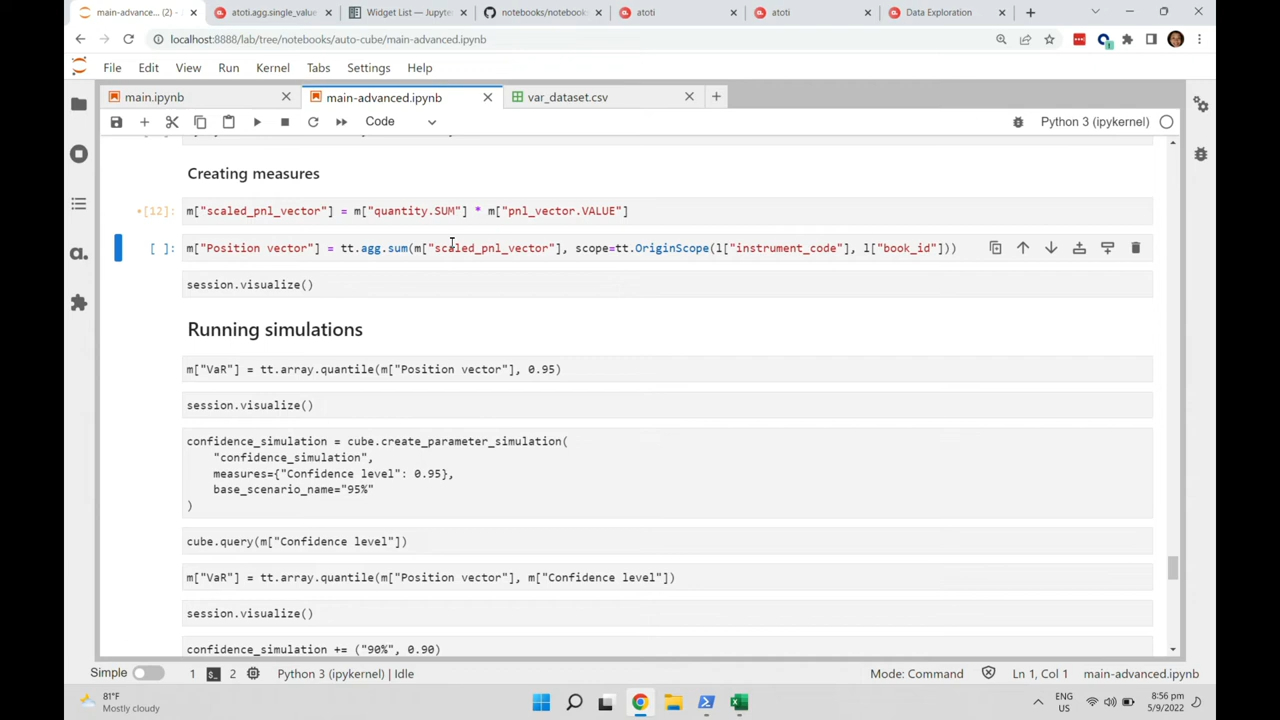 main-advanced... (2) -
atoti.agg.single_value
Widget List — Jupyte
notebooks/noteboo
atoti
atoti
Data Exploration
localhost:8888/lab/tree/notebooks/auto-cube/main-advanced.ipynb
File Edit View Run Kernel Tabs Settings Help
main.ipynb
main-advanced.ipynb
var_dataset.csv
Code
Python 3 (ipykernel)
Creating measures
•[12]: m["scaled_pnl_vector"] = m["quantity.SUM"] * m["pnl_vector.VALUE"]
[ ]: m["Position vector"] = tt.agg.sum(m["scaled_pnl_vector"], scope=tt.OriginScope(l["instrument_code"], l["book_id"]))
session.visualize()
Running simulations
m["VaR"] = tt.array.quantile(m["Position vector"], 0.95)
session.visualize()
confidence_simulation = cube.create_parameter_simulation(
"confidence_simulation",
measures={"Confidence level": 0.95},
base_scenario_name="95%"
)
cube.query(m["Confidence level"])
m["VaR"] = tt.array.quantile(m["Position vector"], m["Confidence level"])
session.visualize()
confidence_simulation += ("90%", 0.90)
Simple 1 2 Python 3 (ipykernel) | Idle Mode: Command Ln 1, Col 1 main-advanced.ipynb
81°F
Mostly cloudy
ENG
US
8:56 pm
5/9/2022